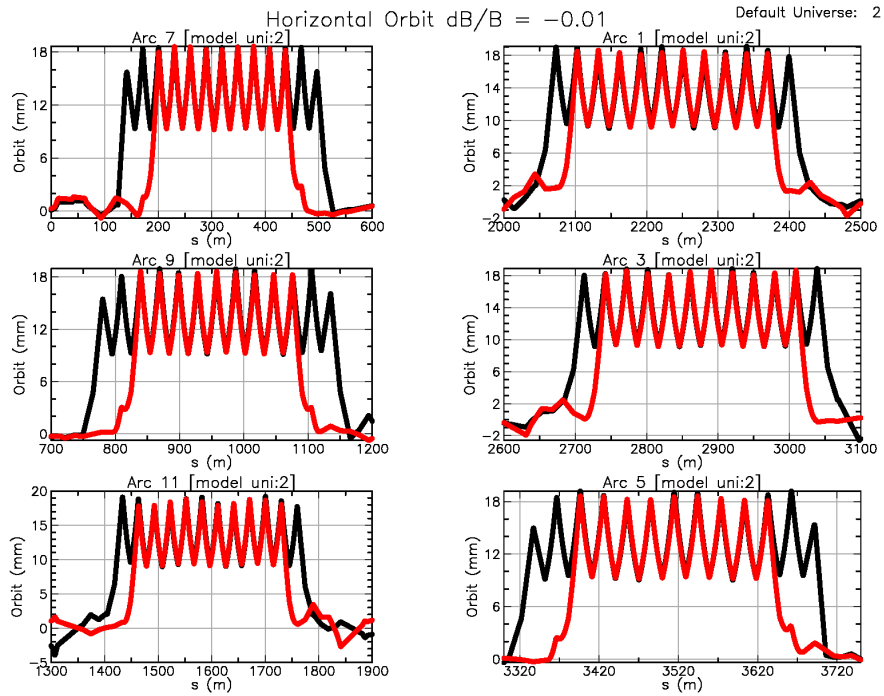 Horizontal Orbit dB/B = -0.01
Default Universe: 2
Arc 7 [model uni:2]
18
12
6
0
Orbit (mm)
0 100 200 300 400 500 600
s (m)
Arc 1 [model uni:2]
18
14
10
6
2
-2
Orbit (mm)
2000 2100 2200 2300 2400 2500
s (m)
Arc 9 [model uni:2]
18
12
6
0
Orbit (mm)
700 800 900 1000 1100 1200
s (m)
Arc 3 [model uni:2]
18
14
10
6
2
-2
Orbit (mm)
2600 2700 2800 2900 3000 3100
s (m)
Arc 11 [model uni:2]
20
15
10
5
0
-5
Orbit (mm)
1300 1400 1500 1600 1700 1800 1900
s (m)
Arc 5 [model uni:2]
18
12
6
0
Orbit (mm)
3320 3420 3520 3620 3720
s (m)